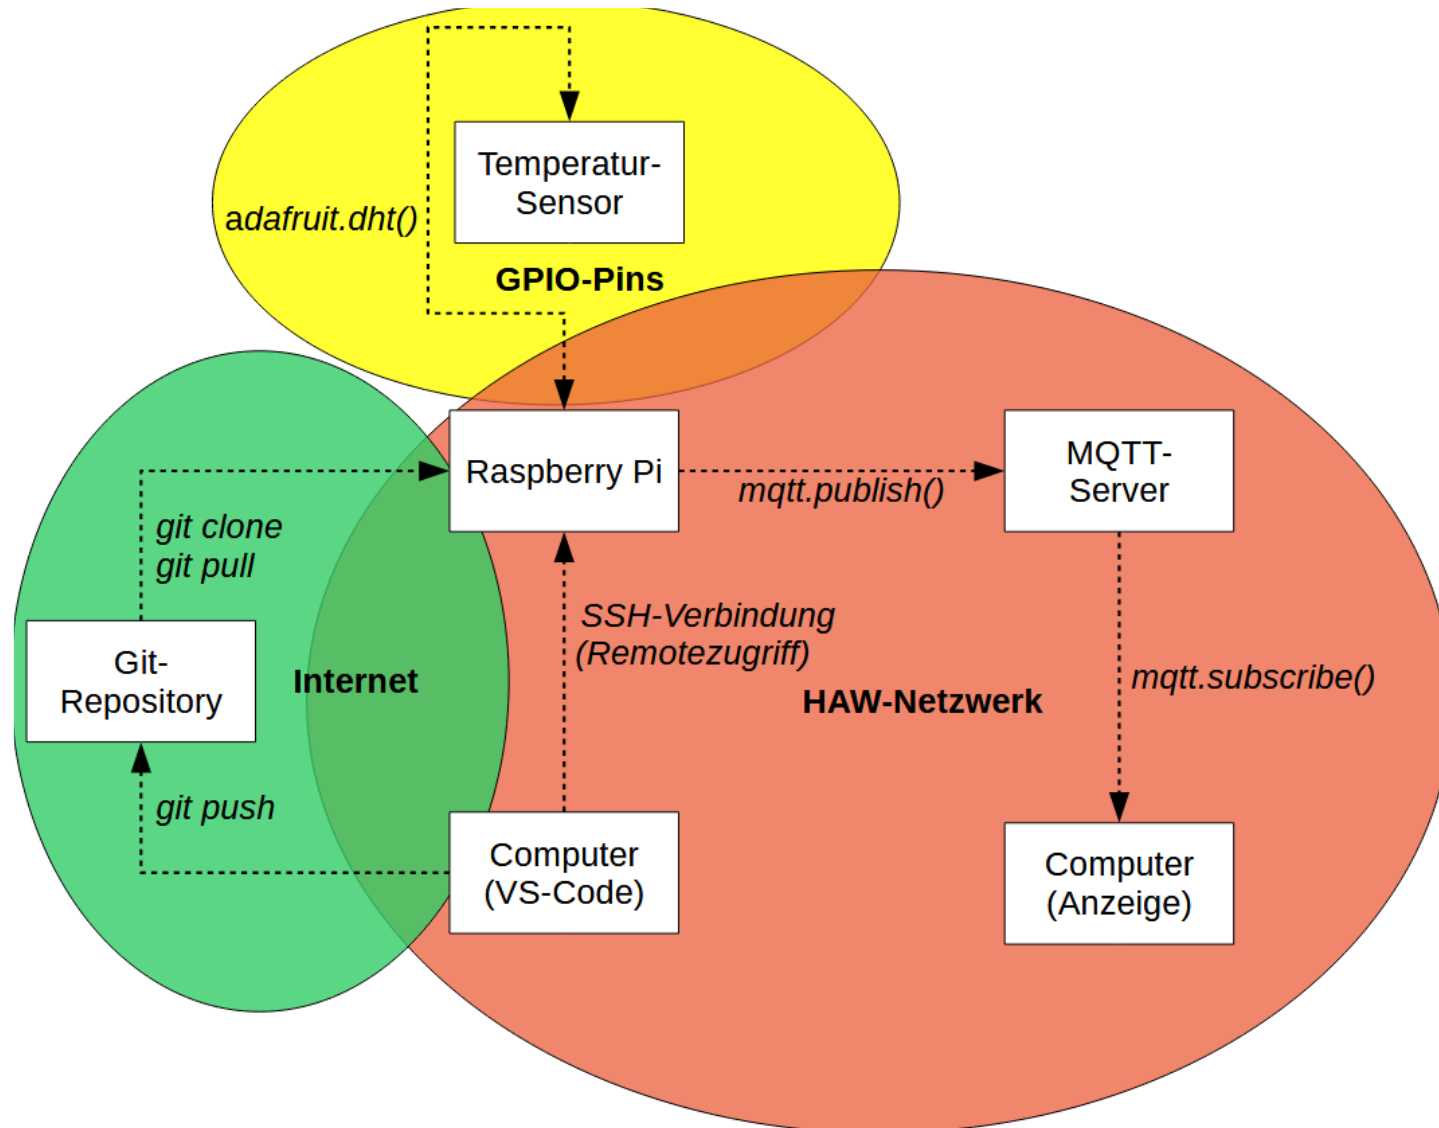 Temperatur-
Sensor
adafruit.dht()
GPIO-Pins
Raspberry Pi
MQTT-
Server
mqtt.publish()
git clone
git pull
SSH-Verbindung
(Remotezugriff)
Git-
Repository
Internet
HAW-Netzwerk
mqtt.subscribe()
git push
Computer
(VS-Code)
Computer
(Anzeige)